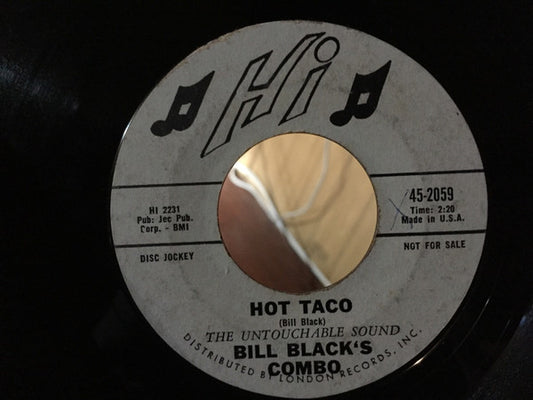 Hi
45-2059
HI 2231
Time: 2:20
Pub: Jec Pub.
Made in U.S.A.
Corp. - BMI
DISC JOCKEY
NOT FOR SALE
HOT TACO
(Bill Black)
THE UNTOUCHABLE SOUND
BILL BLACK'S
COMBO
DISTRIBUTED BY LONDON RECORDS, INC.